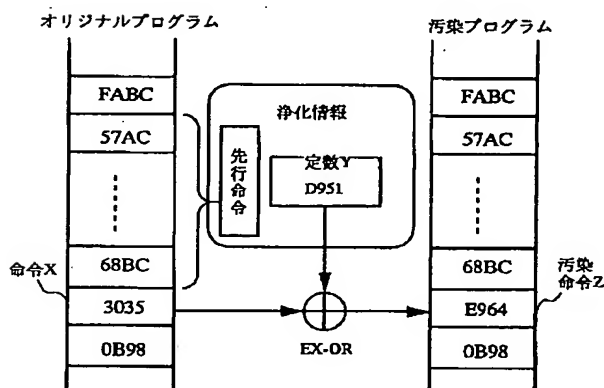 オリジナルプログラム
FABC
57AC
68BC
命令X
3035
0B98
浄化情報
先行命令
定数Y
D951
EX-OR
汚染プログラム
FABC
57AC
68BC
E964
0B98
汚染
命令Z